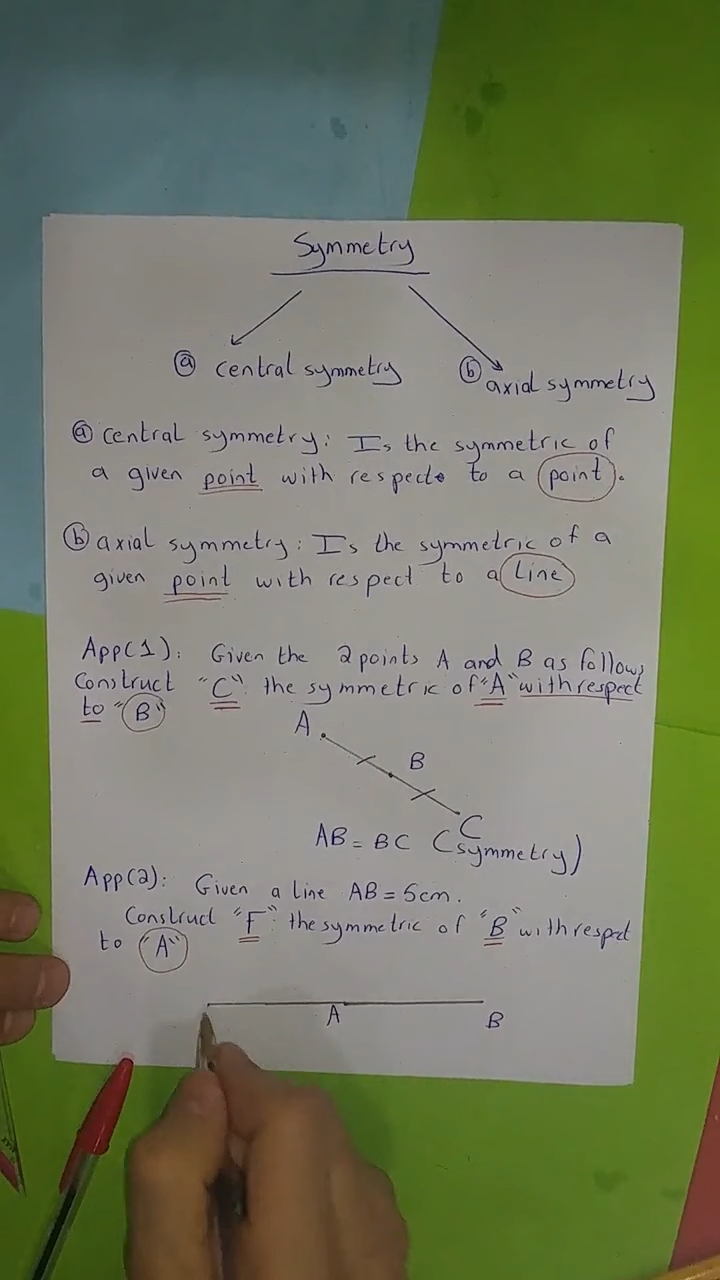 Symmetry
ⓐ central symmetry
ⓑ axial symmetry
ⓐ central symmetry: Is the symmetric of
a given point with respect to a point.
ⓑ axial symmetry: Is the symmetric of a
given point with respect to a Line
App(1): Given the 2 points A and B as follows
Construct "C": the symmetric of "A" with respect
to "B"
A
B
C
AB = BC (symmetry)
App(2): Given a line AB = 5cm.
Construct "F": the symmetric of "B" with respect
to "A"
A
B